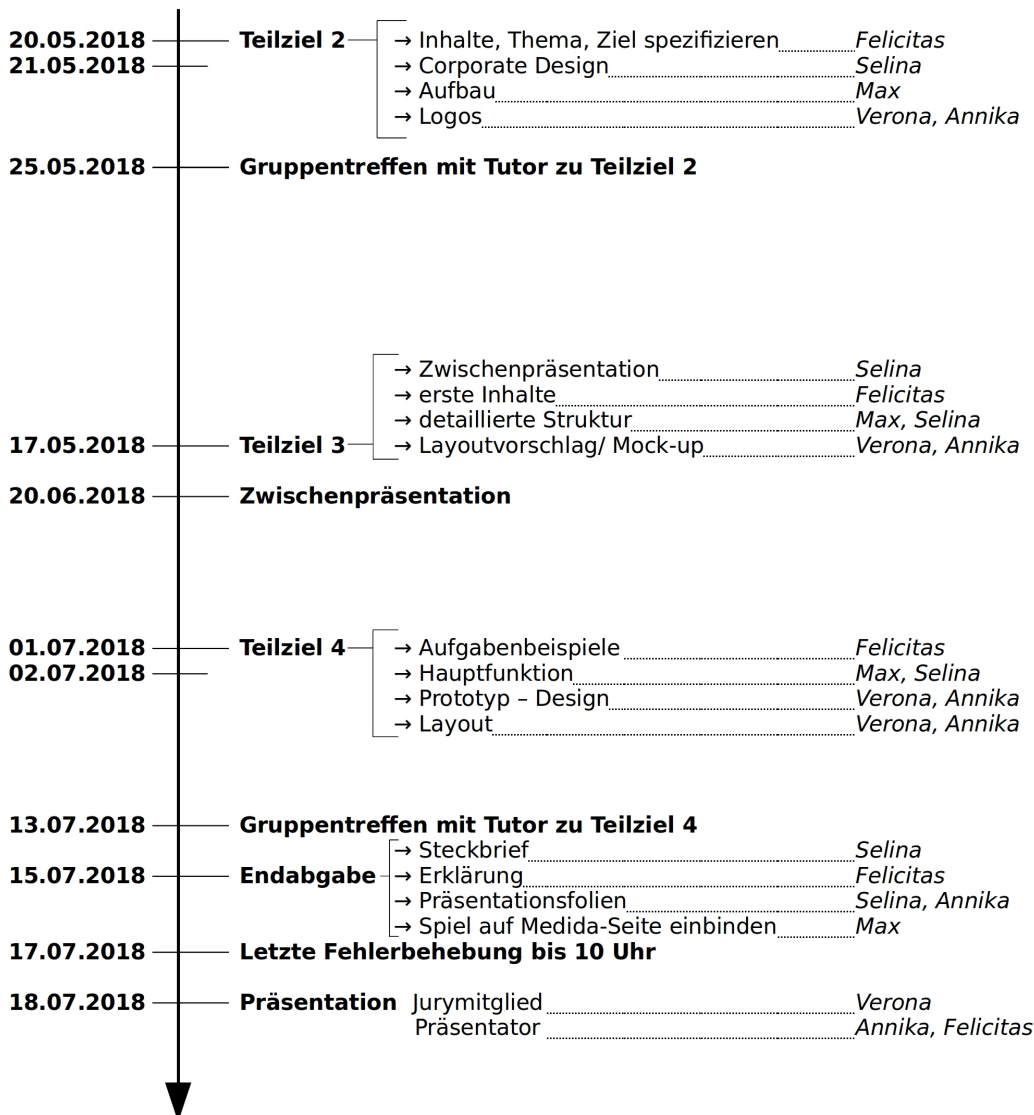 20.05.2018 Teilziel 2 → Inhalte, Thema, Ziel spezifizieren Felicitas
21.05.2018 → Corporate Design Selina
→ Aufbau Max
→ Logos Verona, Annika
25.05.2018 Gruppentreffen mit Tutor zu Teilziel 2
→ Zwischenpräsentation Selina
→ erste Inhalte Felicitas
→ detaillierte Struktur Max, Selina
17.05.2018 Teilziel 3 → Layoutvorschlag/ Mock-up Verona, Annika
20.06.2018 Zwischenpräsentation
01.07.2018 Teilziel 4 → Aufgabenbeispiele Felicitas
02.07.2018 → Hauptfunktion Max, Selina
→ Prototyp – Design Verona, Annika
→ Layout Verona, Annika
13.07.2018 Gruppentreffen mit Tutor zu Teilziel 4
→ Steckbrief Selina
15.07.2018 Endabgabe → Erklärung Felicitas
→ Präsentationsfolien Selina, Annika
→ Spiel auf Medida-Seite einbinden Max
17.07.2018 Letzte Fehlerbehebung bis 10 Uhr
18.07.2018 Präsentation Jurymitglied Verona
Präsentator Annika, Felicitas